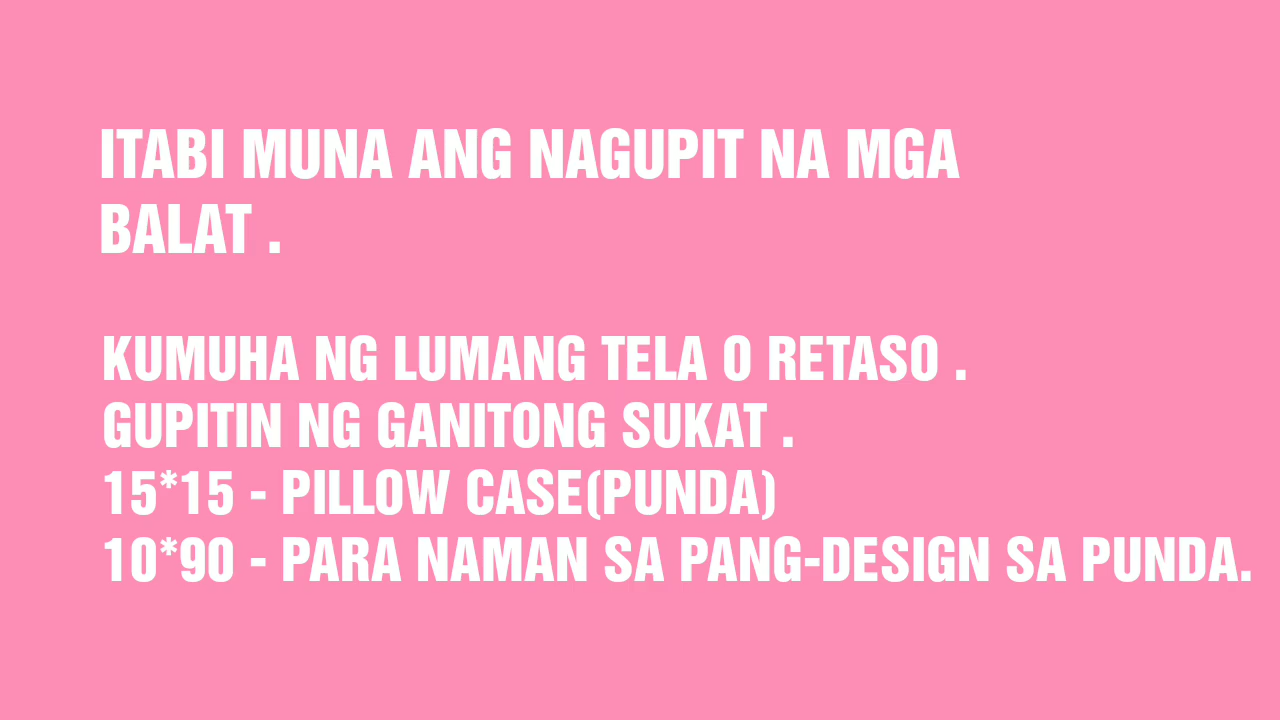 ITABI MUNA ANG NAGUPIT NA MGA
BALAT .
KUMUHA NG LUMANG TELA O RETASO .
GUPITIN NG GANITONG SUKAT .
15*15 - PILLOW CASE(PUNDA)
10*90 - PARA NAMAN SA PANG-DESIGN SA PUNDA.